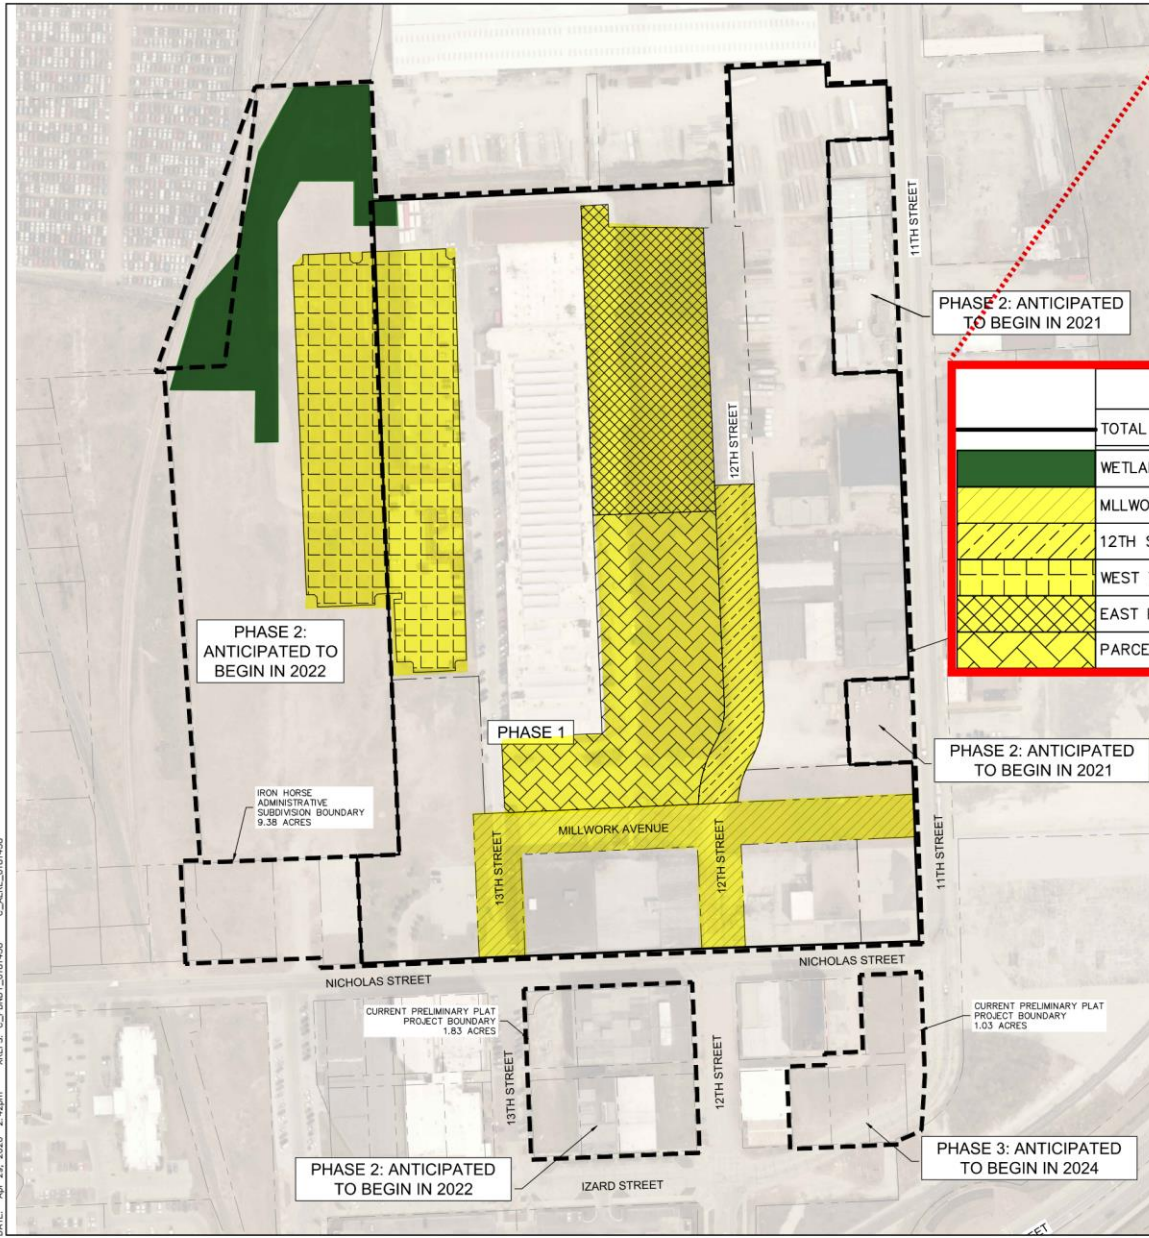 11TH STREET
PHASE 2: ANTICIPATED
TO BEGIN IN 2021
TOTAL
WETLA
MLLWO
12TH S
WEST
EAST
PARCE
12TH STREET
PHASE 2:
ANTICIPATED TO
BEGIN IN 2022
PHASE 1
PHASE 2: ANTICIPATED
TO BEGIN IN 2021
IRON HORSE
ADMINISTRATIVE
SUBDIVISION BOUNDARY
9.38 ACRES
MILLWORK AVENUE
13TH STREET
12TH STREET
11TH STREET
NICHOLAS STREET
NICHOLAS STREET
CURRENT PRELIMINARY PLAT
PROJECT BOUNDARY
1.83 ACRES
CURRENT PRELIMINARY PLAT
PROJECT BOUNDARY
1.03 ACRES
13TH STREET
12TH STREET
PHASE 2: ANTICIPATED
TO BEGIN IN 2022
PHASE 3: ANTICIPATED
TO BEGIN IN 2024
IZARD STREET